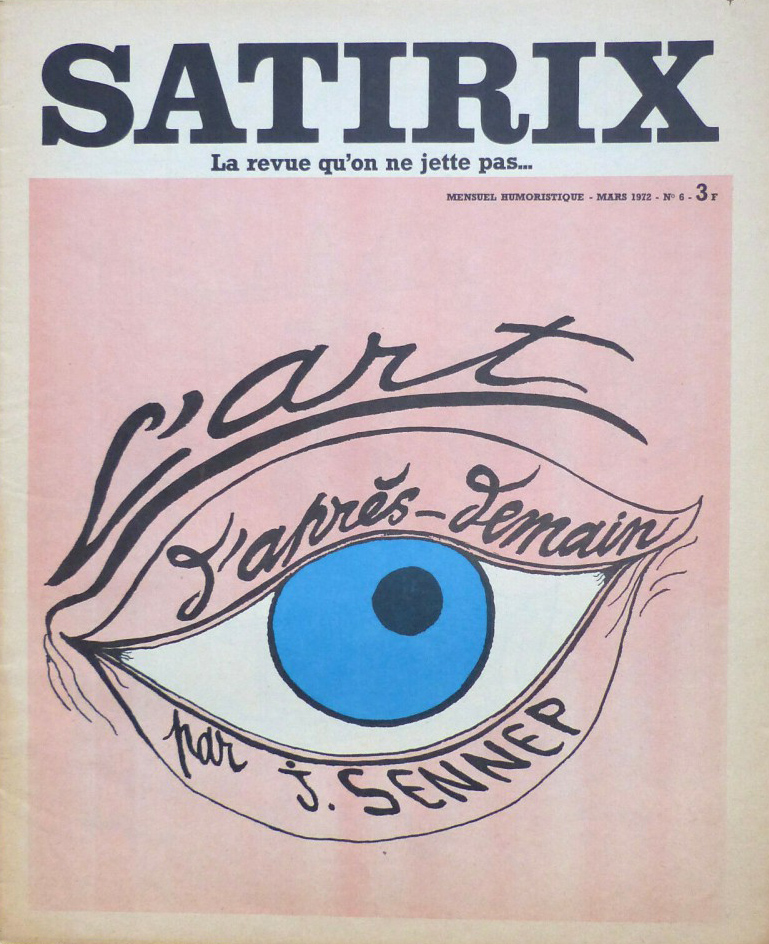 SATIRIX
La revue qu'on ne jette pas...
MENSUEL HUMORISTIQUE - MARS 1972 - N° 6 - 3 F
L'art
d'après-demain
par J. SENNEP